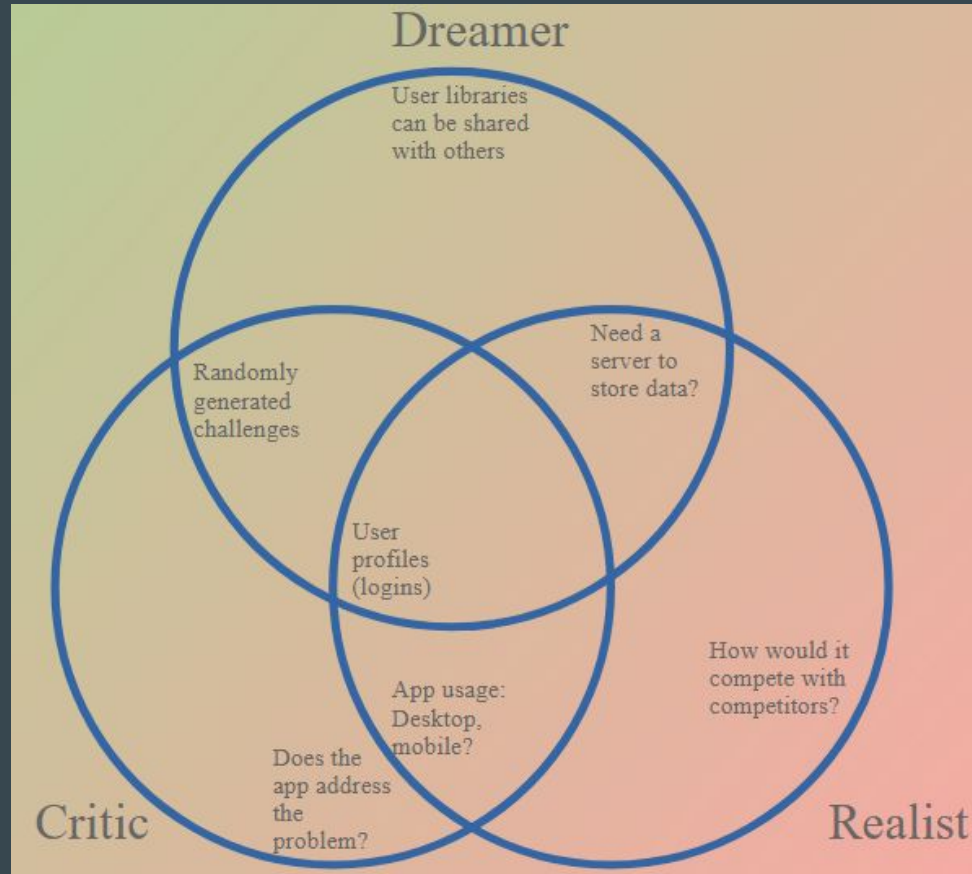 Dreamer
User libraries
can be shared
with others
Need a
server to
store data?
Randomly
generated
challenges
User
profiles
(logins)
How would it
compete with
competitors?
App usage:
Desktop,
mobile?
Does the
app address
the
problem?
Critic
Realist